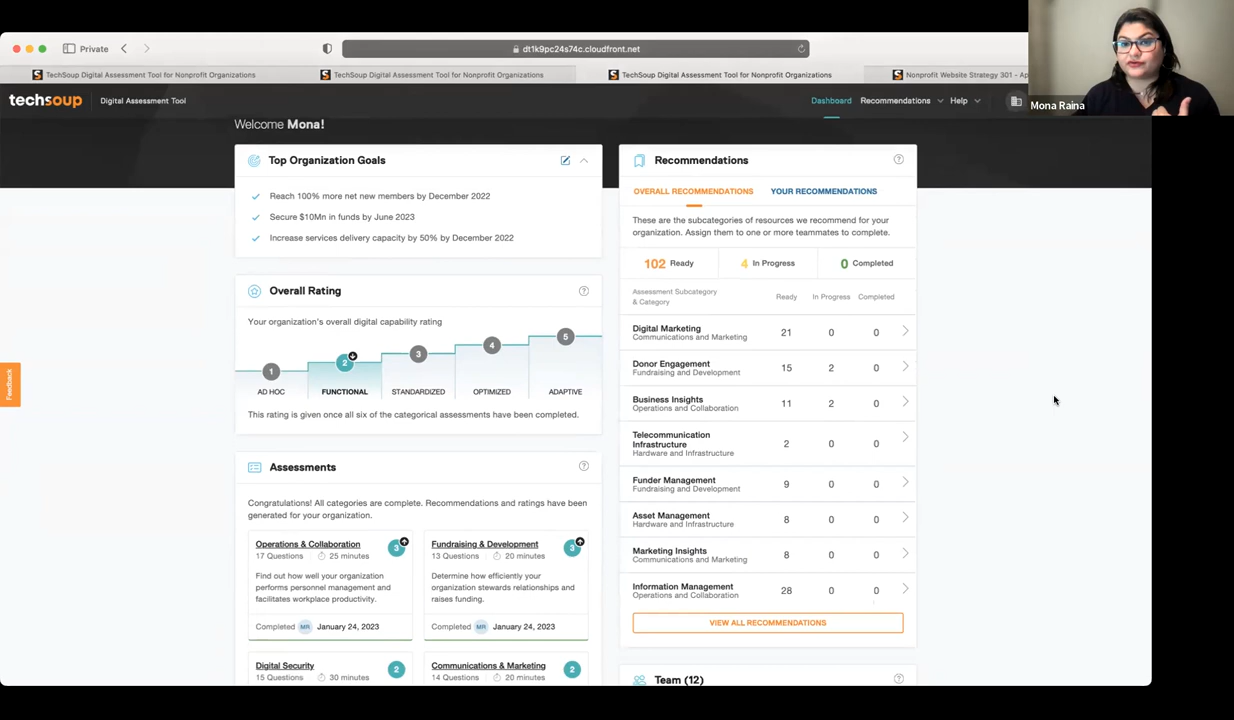 Private
dt1k9pc24s74c.cloudfront.net
TechSoup Digital Assessment Tool for Nonprofit Organizations
TechSoup Digital Assessment Tool for Nonprofit Organizations
TechSoup Digital Assessment Tool for Nonprofit Organizations
Nonprofit Website Strategy 301 - Ap
Mona Raina
techsoup
Digital Assessment Tool
Dashboard
Recommendations
Help
Welcome Mona!
Top Organization Goals
Reach 100% more net new members by December 2022
Secure $10Mn in funds by June 2023
Increase services delivery capacity by 50% by December 2022
Overall Rating
Your organization's overall digital capability rating
1
2
3
4
5
AD HOC
FUNCTIONAL
STANDARDIZED
OPTIMIZED
ADAPTIVE
This rating is given once all six of the categorical assessments have been completed.
Assessments
Congratulations! All categories are complete. Recommendations and ratings have been
generated for your organization.
Operations & Collaboration
3
17 Questions
25 minutes
Find out how well your organization
performs personnel management and
facilitates workplace productivity.
Completed MR January 24, 2023
Fundraising & Development
3
13 Questions
20 minutes
Determine how efficiently your
organization stewards relationships and
raises funding.
Completed MR January 24, 2023
Digital Security
2
15 Questions
30 minutes
Communications & Marketing
2
14 Questions
20 minutes
Recommendations
OVERALL RECOMMENDATIONS
YOUR RECOMMENDATIONS
These are the subcategories of resources we recommend for your
organization. Assign them to one or more teammates to complete.
102 Ready
4 In Progress
0 Completed
Assessment Subcategory
& Category
Ready
In Progress
Completed
Digital Marketing
Communications and Marketing
21 0 0
Donor Engagement
Fundraising and Development
15 2 0
Business Insights
Operations and Collaboration
11 2 0
Telecommunication
Infrastructure
Hardware and Infrastructure
2 0 0
Funder Management
Fundraising and Development
9 0 0
Asset Management
Hardware and Infrastructure
8 0 0
Marketing Insights
Communications and Marketing
8 0 0
Information Management
Operations and Collaboration
28 0 0
VIEW ALL RECOMMENDATIONS
Team (12)
Feedback